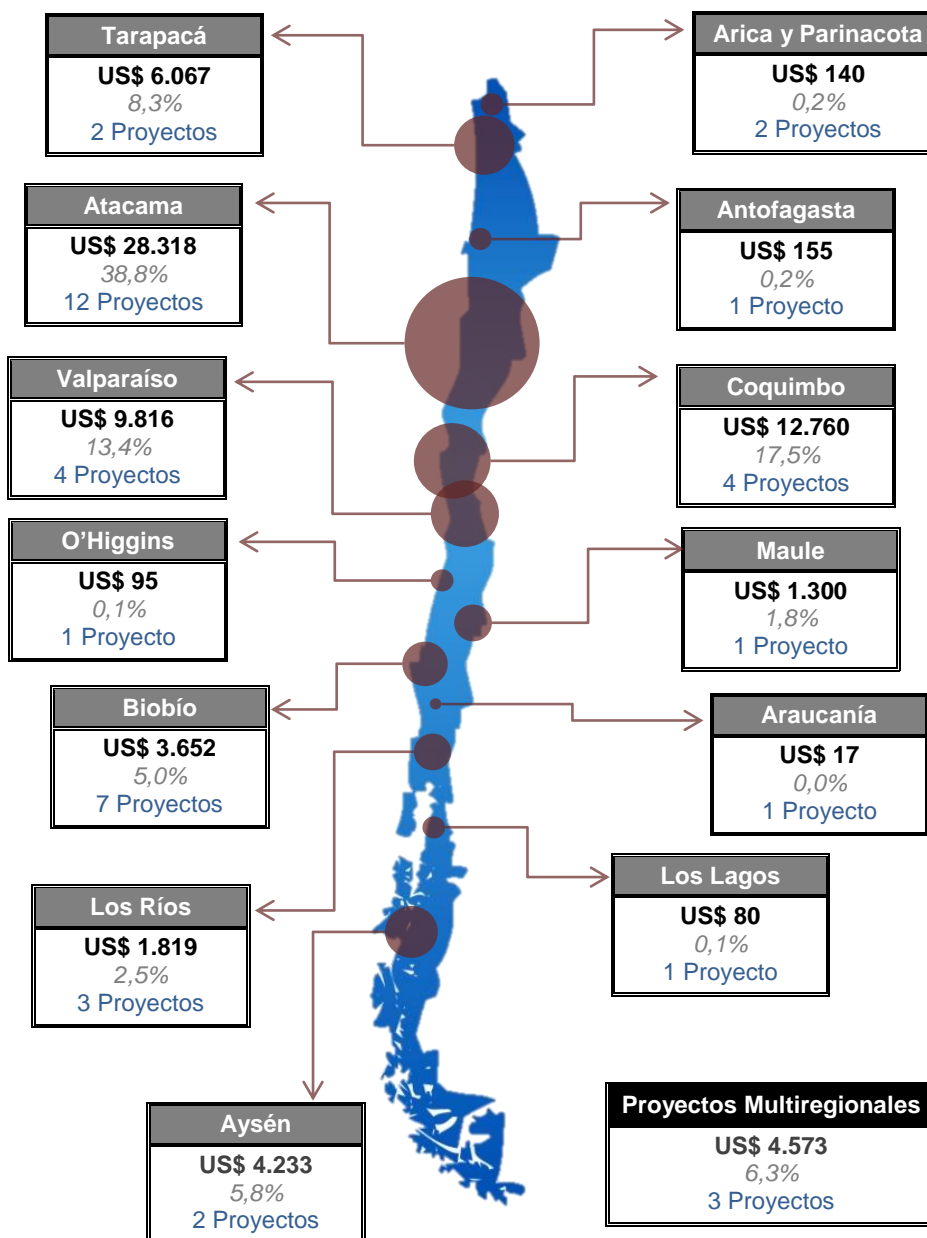 Tarapacá
US$ 6.067
8,3%
2 Proyectos
Arica y Parinacota
US$ 140
0,2%
2 Proyectos
Atacama
US$ 28.318
38,8%
12 Proyectos
Antofagasta
US$ 155
0,2%
1 Proyecto
Valparaíso
US$ 9.816
13,4%
4 Proyectos
Coquimbo
US$ 12.760
17,5%
4 Proyectos
O’Higgins
US$ 95
0,1%
1 Proyecto
Maule
US$ 1.300
1,8%
1 Proyecto
Biobío
US$ 3.652
5,0%
7 Proyectos
Araucanía
US$ 17
0,0%
1 Proyecto
Los Ríos
US$ 1.819
2,5%
3 Proyectos
Los Lagos
US$ 80
0,1%
1 Proyecto
Aysén
US$ 4.233
5,8%
2 Proyectos
Proyectos Multiregionales
US$ 4.573
6,3%
3 Proyectos